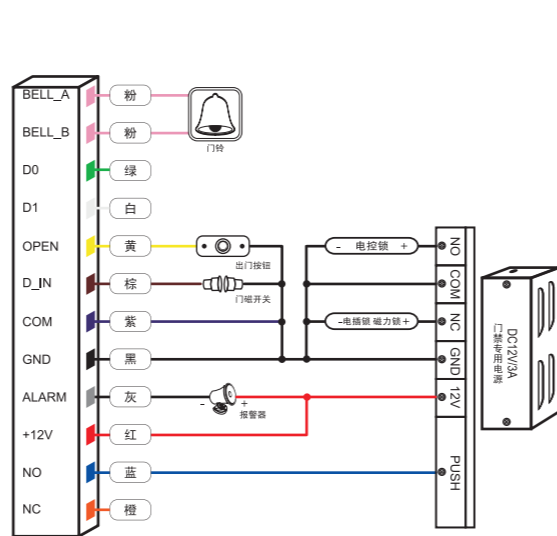 BELL_A 粉
BELL_B 粉
门铃
D0 绿
D1 白
OPEN 黄 - 电控锁 + NO
出门按钮
D_IN 棕 COM
门磁开关
COM 紫 -电插锁 磁力锁+ NC
GND 黑 GND
ALARM 灰 - + 12V
报警器
+12V 红
NO 蓝 PUSH
NC 橙
DC12V/3A
门禁专用电源